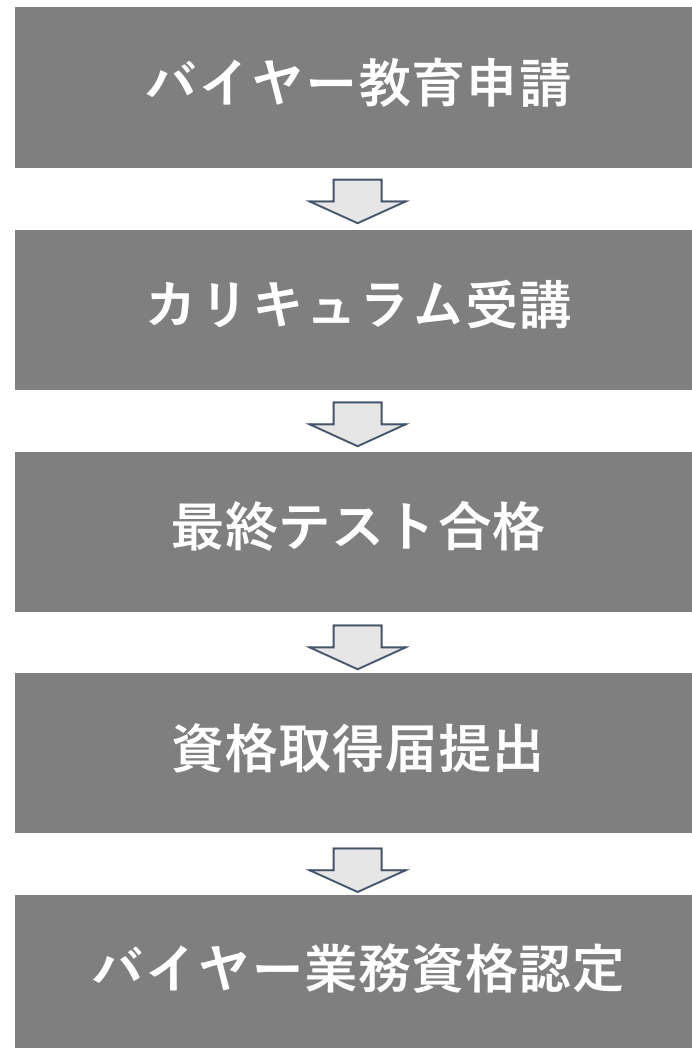 バイヤー教育申請
カリキュラム受講
最終テスト合格
資格取得届提出
バイヤー業務資格認定